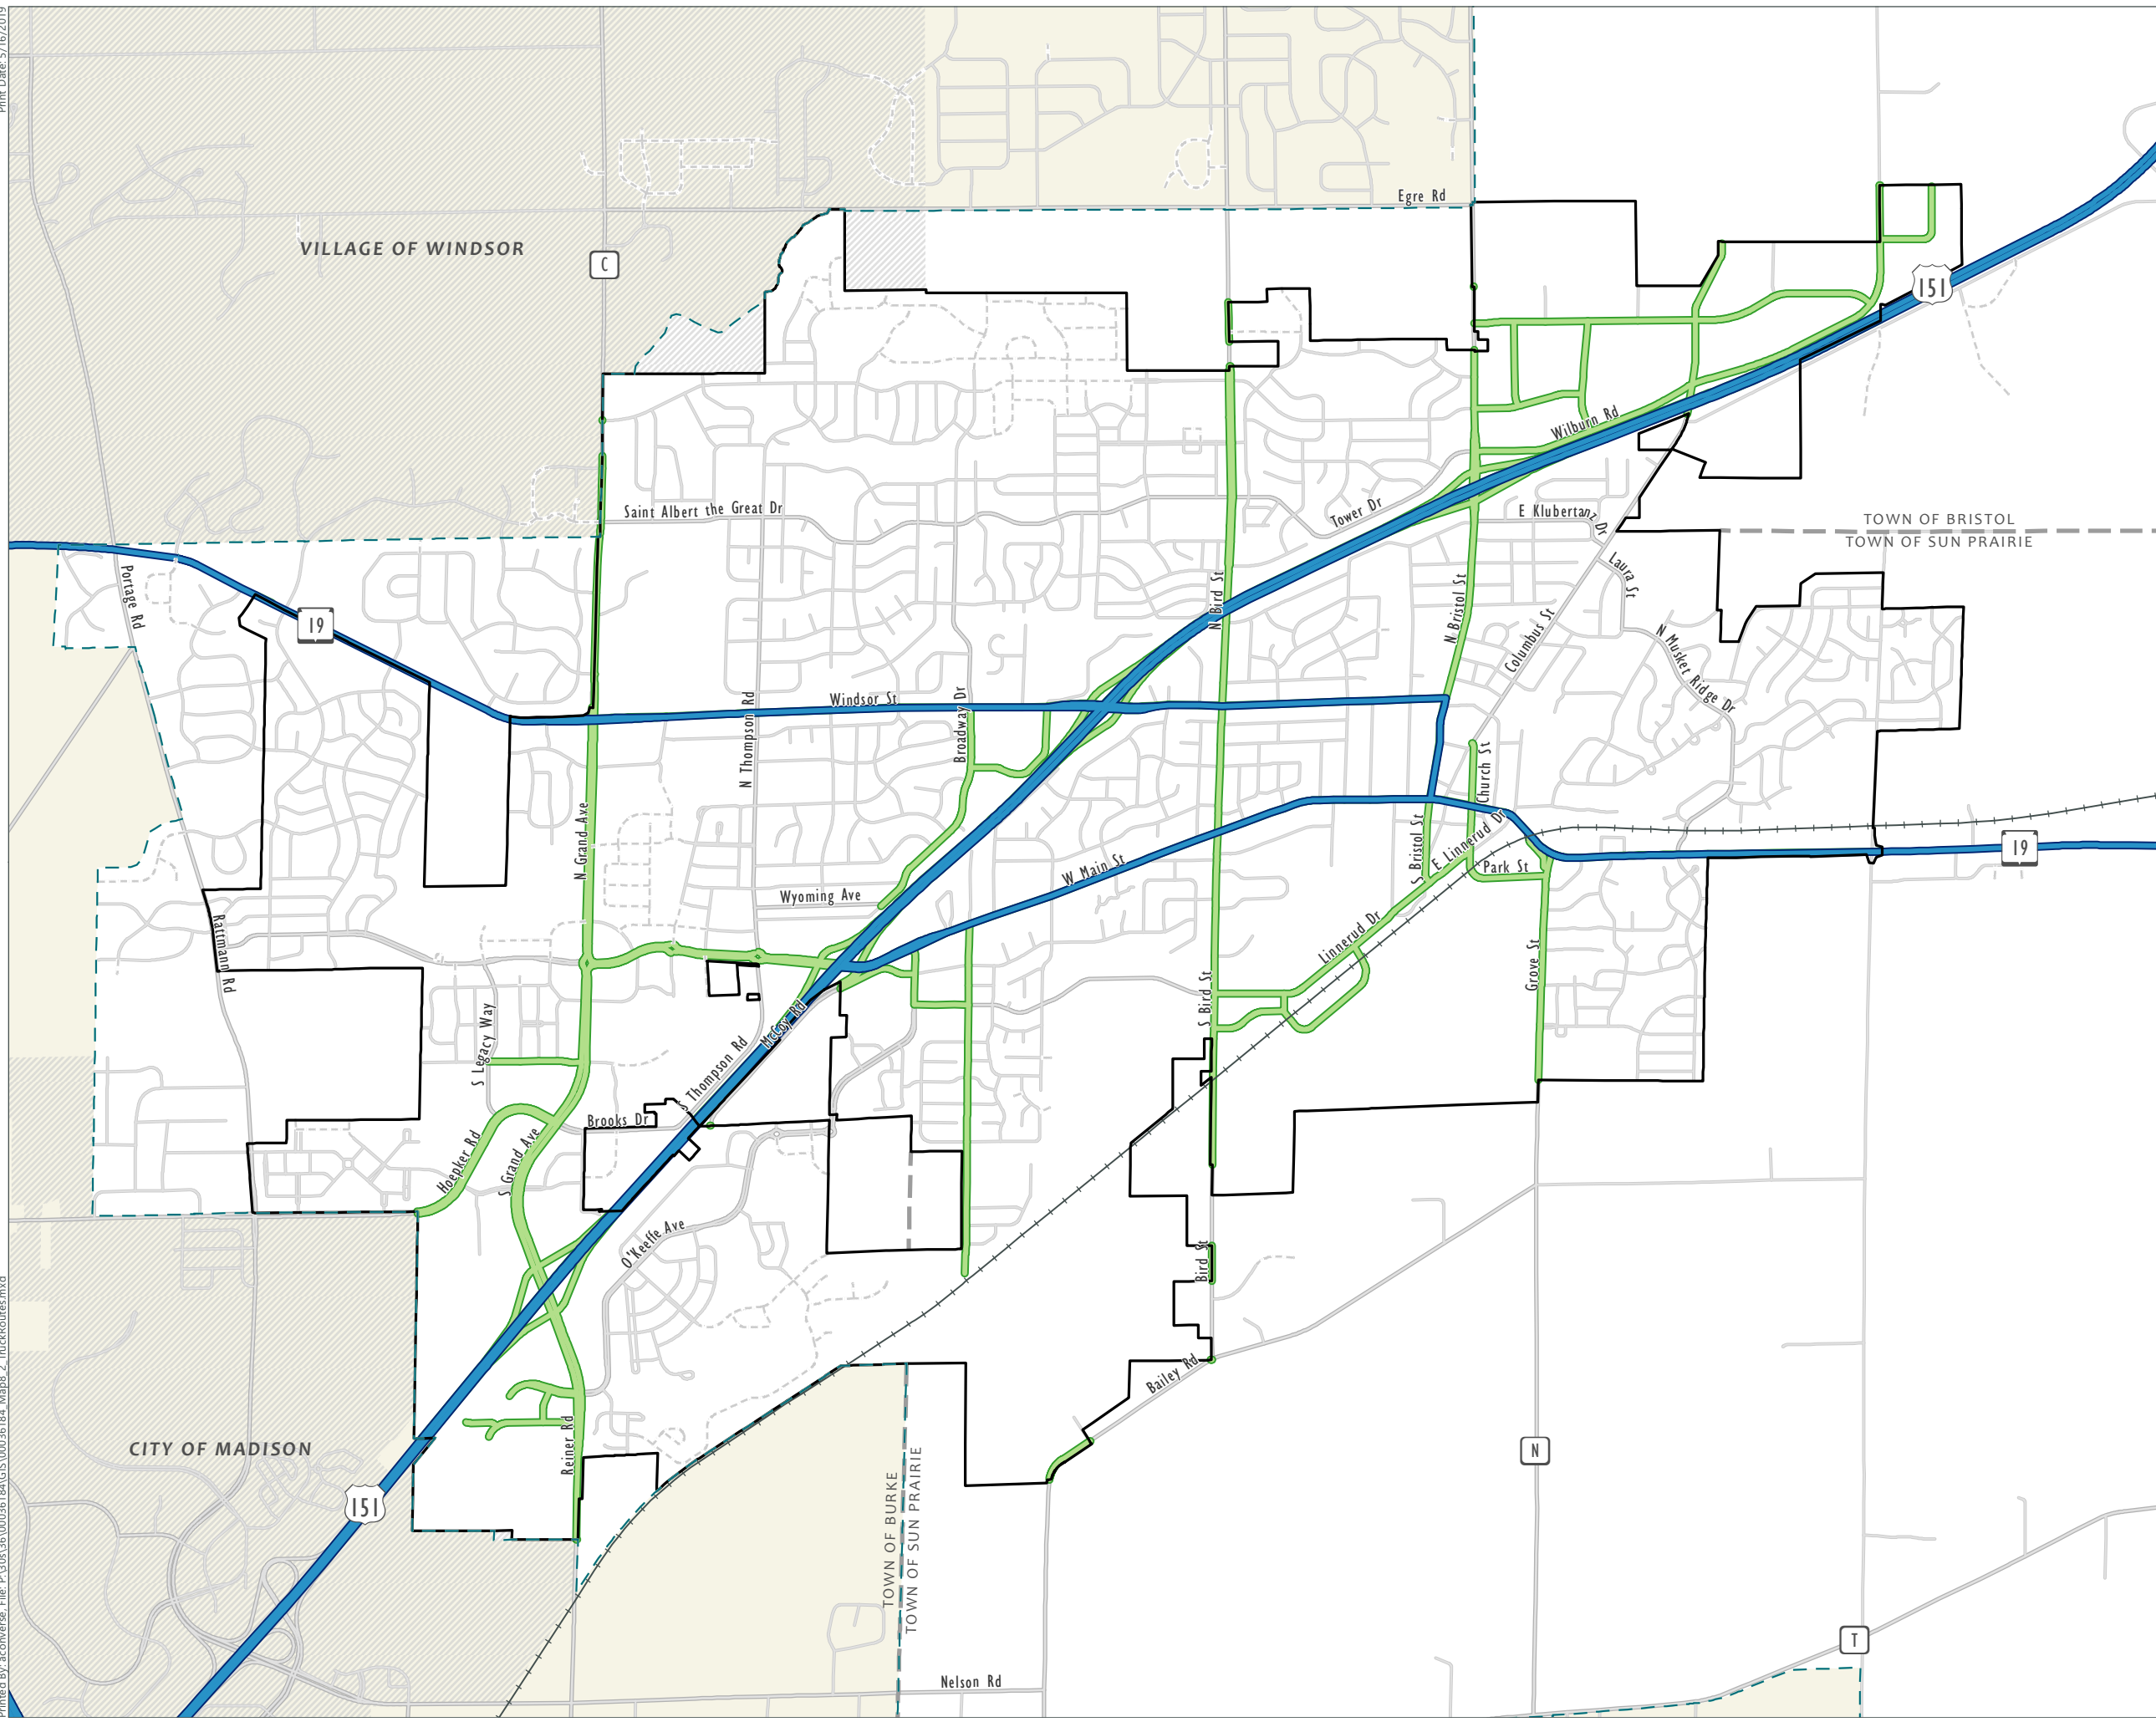 Print Date: 5/16/2019
Egre Rd
VILLAGE OF WINDSOR
C
151
Wilburn Rd
Saint Albert the Great Dr
Tower Dr
E Klubertanz Dr
TOWN OF BRISTOL
TOWN OF SUN PRAIRIE
Portage Rd
19
N Bird St
N Bristol St
Columbus St
Laura St
N Musket Ridge Dr
Windsor St
N Thompson Rd
Broadway Dr
Church St
N Grand Ave
S Bristol St
E Linnerud Dr
Park St
19
W Main St
Wyoming Ave
Rattmann Rd
Linnerud Dr
Grove St
S Legacy Way
McCoy Rd
S Bird St
S Thompson Rd
Brooks Dr
Hoepker Rd
S Grand Ave
O'Keeffe Ave
Bird St
Bailey Rd
CITY OF MADISON
Reiner Rd
N
151
TOWN OF BURKE
TOWN OF SUN PRAIRIE
T
Nelson Rd